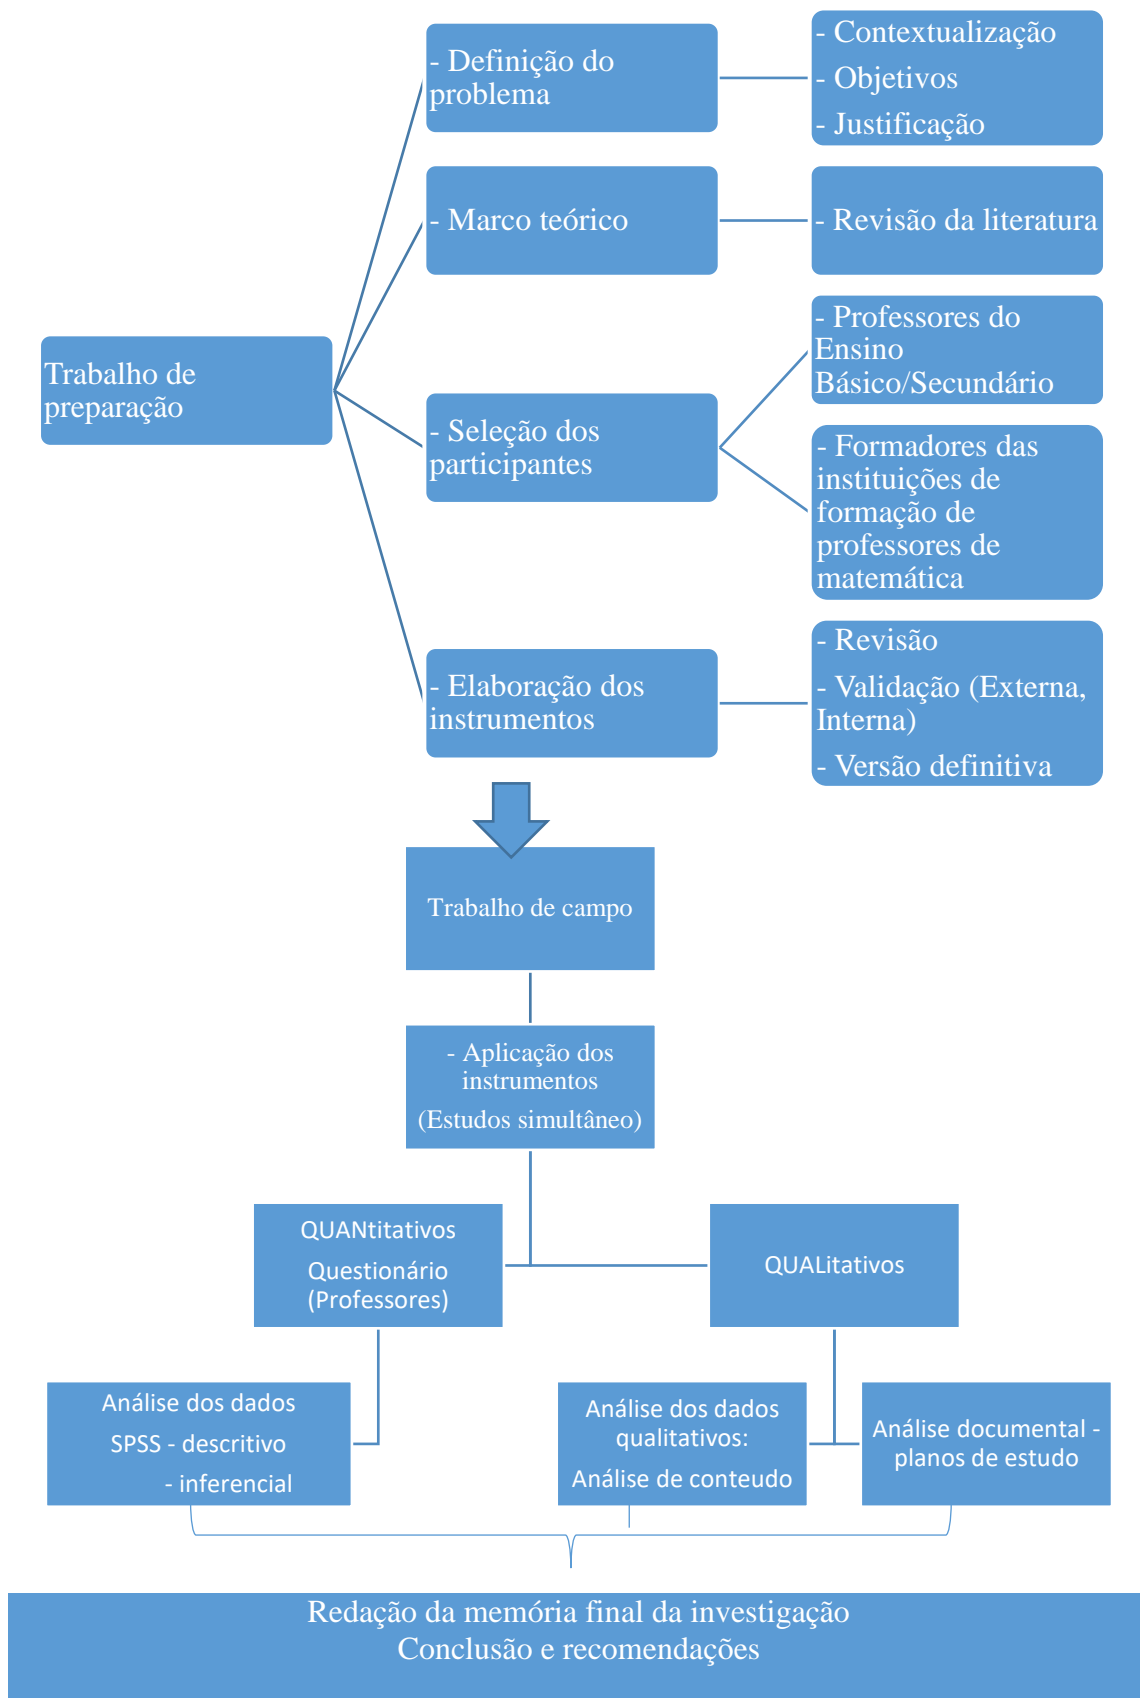 - Definição do
problema
- Contextualização
- Objetivos
- Justificação
- Marco teórico
- Revisão da literatura
Trabalho de
preparação
- Seleção dos
participantes
- Professores do
Ensino
Básico/Secundário
- Formadores das
instituições de
formação de
professores de
matemática
- Elaboração dos
instrumentos
- Revisão
- Validação (Externa,
Interna)
- Versão definitiva
Trabalho de campo
- Aplicação dos
instrumentos
(Estudos simultâneo)
QUANtitativos
Questionário
(Professores)
QUALitativos
Análise dos dados
SPSS - descritivo
- inferencial
Análise dos dados
qualitativos:
Análise de conteudo
Análise documental -
planos de estudo
Redação da memória final da investigação
Conclusão e recomendações